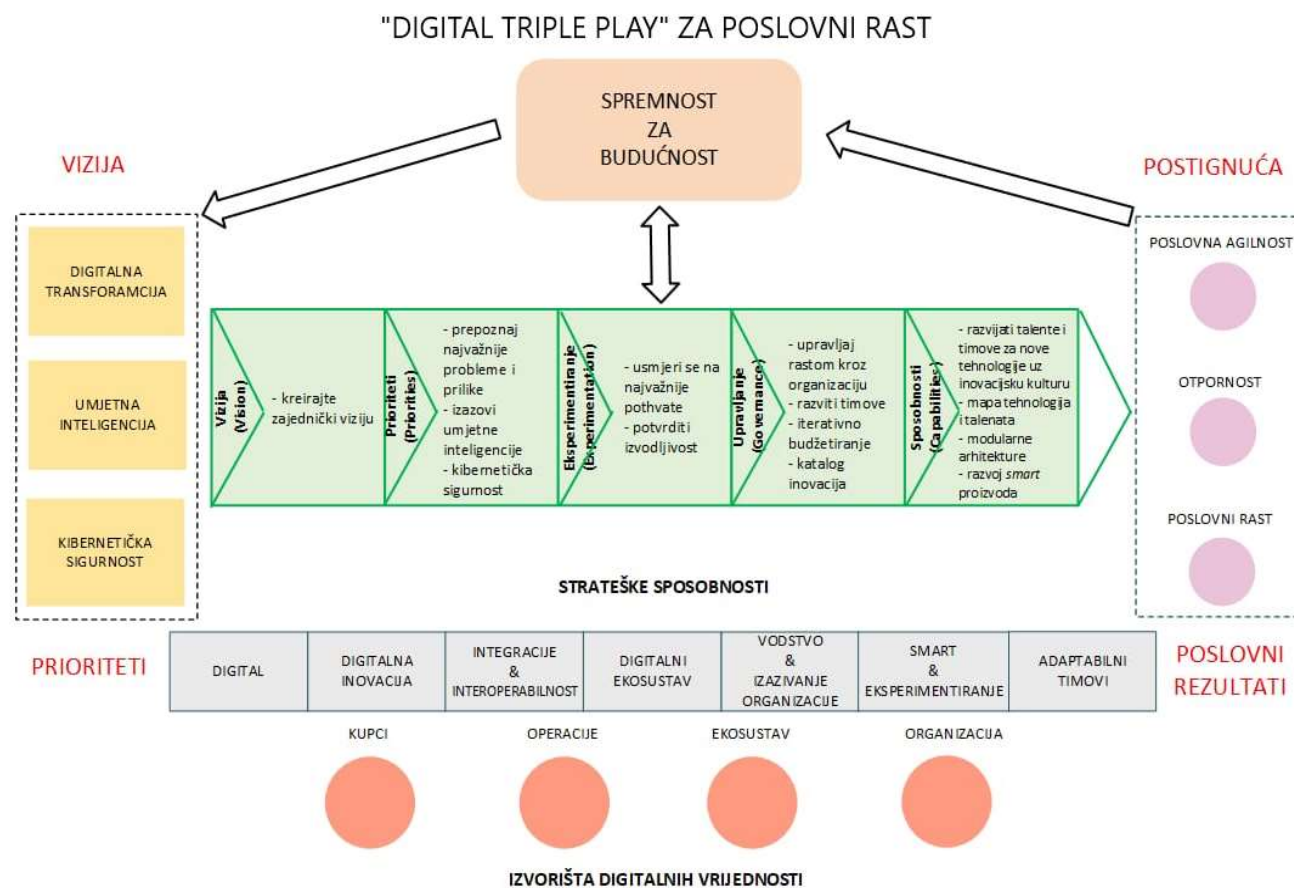 "DIGITAL TRIPLE PLAY" ZA POSLOVNI RAST
SPREMNOST
ZA
BUDUĆNOST
VIZIJA
POSTIGNUĆA
DIGITALNA
TRANSFORAMCIJA
UMJETNA
INTELIGENCIJA
KIBERNETIČKA
SIGURNOST
Vizija
(Vision)
- kreirajte
zajednički viziju
Prioriteti
(Priorities)
- prepoznaj
najvažnije
probleme i
prilike
- izazovi
umjetne
inteligencije
- kibernetička
sigurnost
Eksperimentiranje
(Experimentation)
- usmjeri se na
najvažnije
pothvate
- potvrditi
izvodljivost
Upravljanje
(Governance)
- upravljaj
rastom kroz
organizaciju
- razviti timove
- iterativno
budžetiranje
- katalog
inovacija
Sposobnosti
(Capabilities)
- razvijati talente i
timove za nove
tehnologije uz
inovacijsku kulturu
- mapa tehnologija
i talenata
- modularne
arhitekture
- razvoj smart
proizvoda
POSLOVNA AGILNOST
OTPORNOST
POSLOVNI RAST
STRATEŠKE SPOSOBNOSTI
PRIORITETI
DIGITAL
DIGITALNA
INOVACIJA
INTEGRACIJE
&
INTEROPERABILNOST
DIGITALNI
EKOSUSTAV
VODSTVO
&
IZAZIVANJE
ORGANIZACIJE
SMART
&
EKSPERIMENTIRANJE
ADAPTABILNI
TIMOVI
POSLOVNI
REZULTATI
KUPCI
OPERACIJE
EKOSUSTAV
ORGANIZACIJA
IZVORIŠTA DIGITALNIH VRIJEDNOSTI